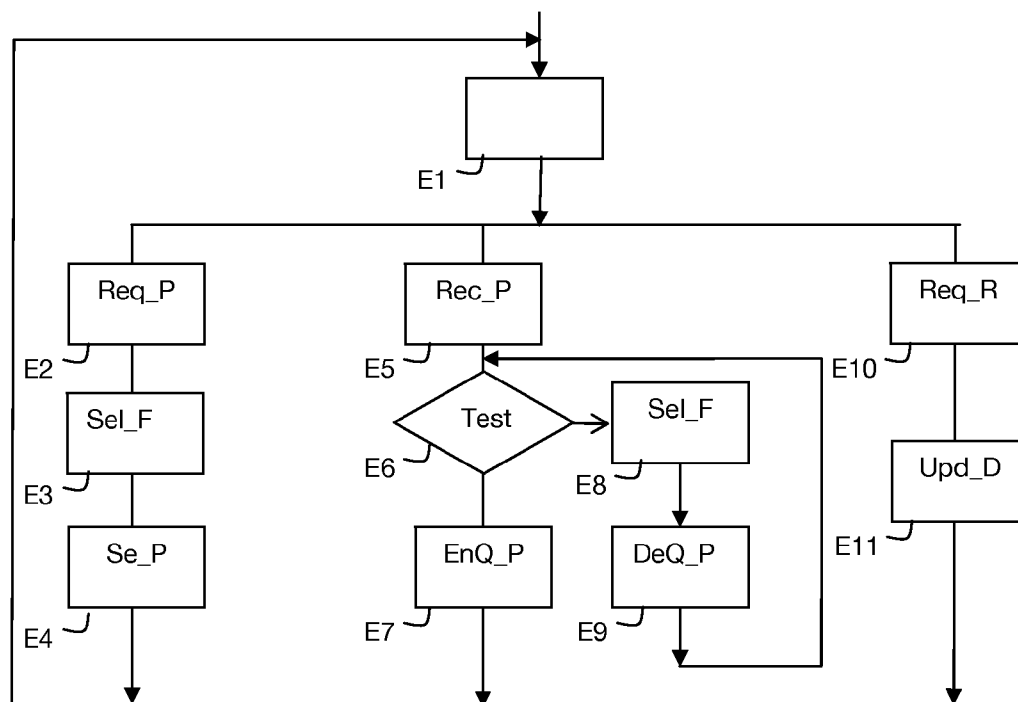 E1
Req_P
Rec_P
Req_R
E2
E5
E10
Sel_F
Test
Sel_F
E3
E6
E8
Upd_D
E11
Se_P
EnQ_P
DeQ_P
E4
E7
E9